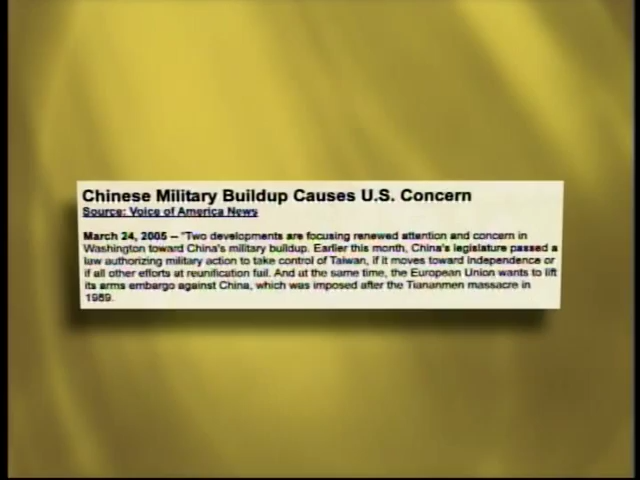 Chinese Military Buildup Causes U.S. Concern
Source: Voice of America News
March 24, 2005 – "Two developments are focusing renewed attention and concern in
Washington toward China's military buildup. Earlier this month, China's legislature passed a
law authorizing military action to take control of Taiwan, if it moves toward independence or
if all other efforts at reunification fail. And at the same time, the European Union wants to lift
its arms embargo against China, which was imposed after the Tiananmen massacre in
1989.